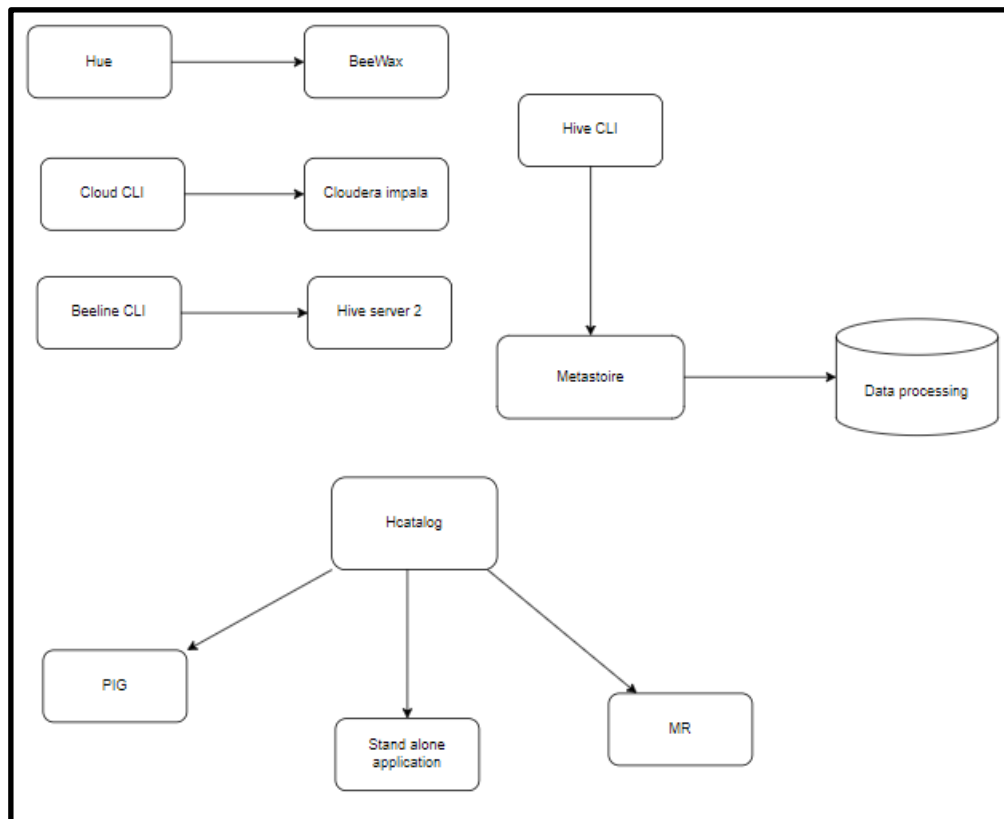 Hue
BeeWax
Hive CLI
Cloud CLI
Cloudera impala
Beeline CLI
Hive server 2
Metastoire
Data processing
Hcatalog
PIG
Stand alone
application
MR